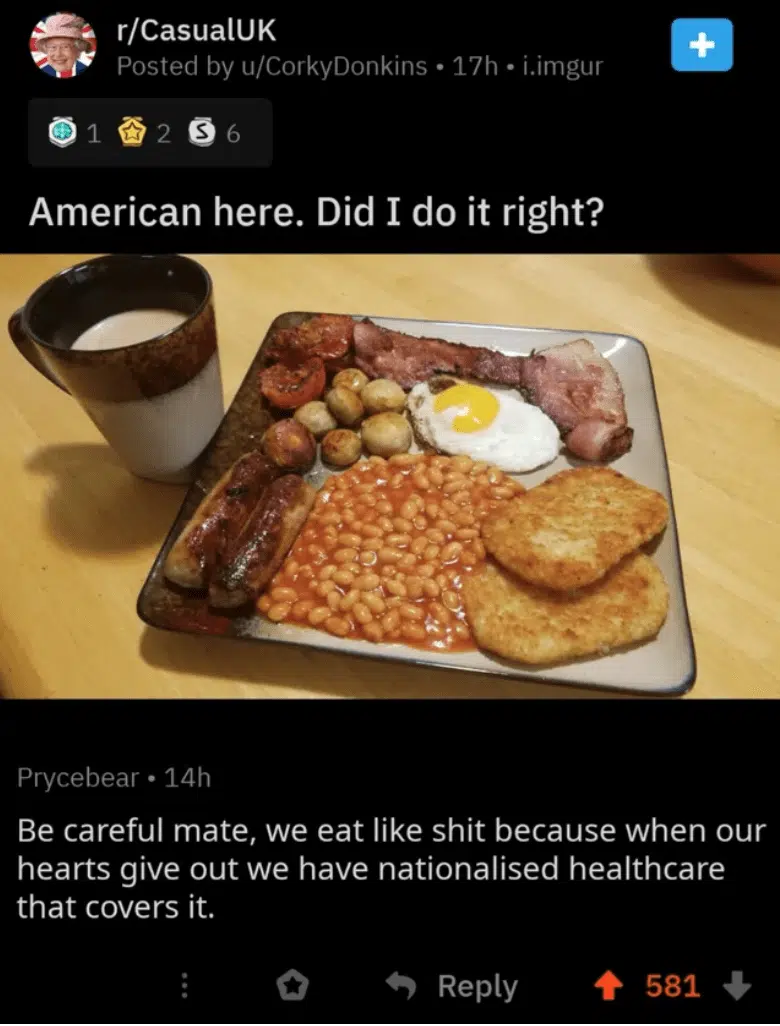 r/CasualUK
Posted by u/CorkyDonkins • 17h • i.imgur
1 2 S 6
American here. Did I do it right?
Prycebear • 14h
Be careful mate, we eat like shit because when our
hearts give out we have nationalised healthcare
that covers it.
Reply 581